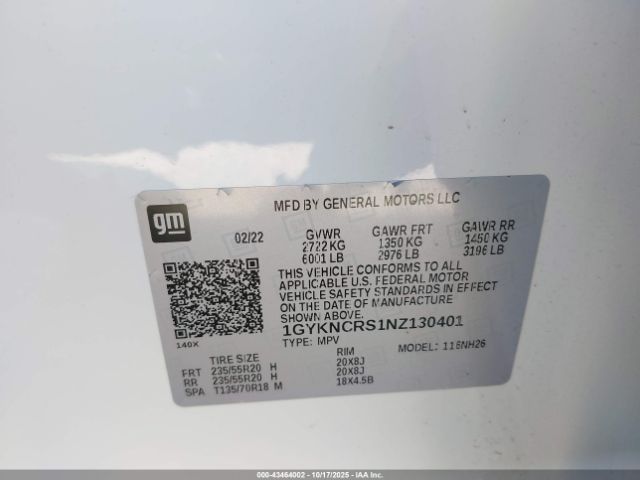 gm
MFD BY GENERAL MOTORS LLC
02/22
GVWR GAWR FRT GAWR RR
2722 KG 1350 KG 1450 KG
6001 LB 2976 LB 3196 LB
THIS VEHICLE CONFORMS TO ALL
APPLICABLE U.S. FEDERAL MOTOR
VEHICLE SAFETY STANDARDS IN EFFECT
ON THE DATE OF MANUFACTURE
SHOWN ABOVE.
1GYKNCRS1NZ130401
140X
TYPE: MPV MODEL: 116NH26
TIRE SIZE RIM
FRT 235/55R20 H 20X8J
RR 235/55R20 H 20X8J
SPA T135/70R18 M 18X4.5B
000-43464002 - 10/17/2025 - Copyright IAA, Inc.